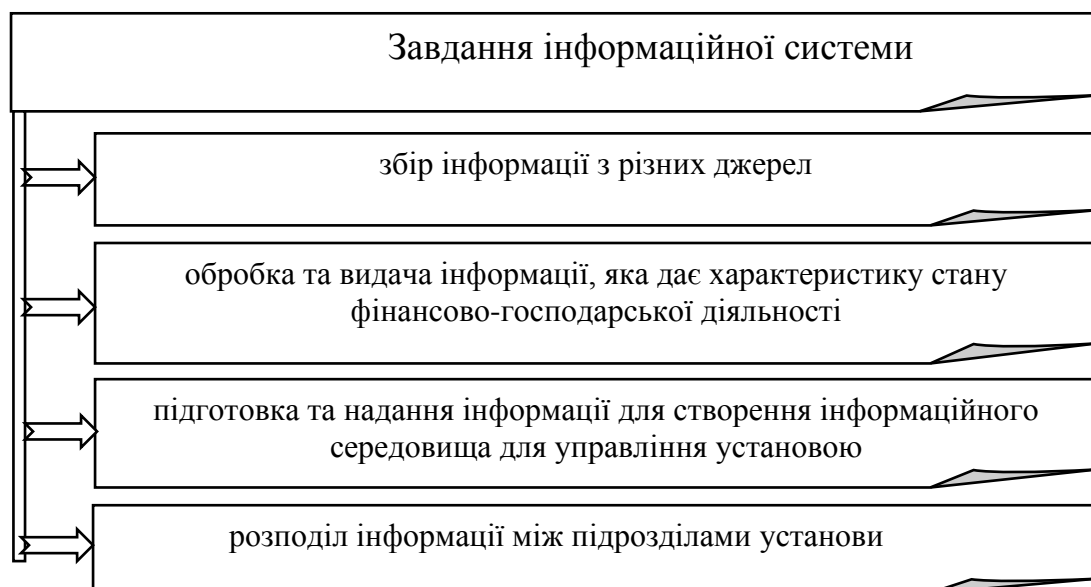 Завдання інформаційної системи
збір інформації з різних джерел
обробка та видача інформації, яка дає характеристику стану
фінансово-господарської діяльності
підготовка та надання інформації для створення інформаційного
середовища для управління установою
розподіл інформації між підрозділами установи